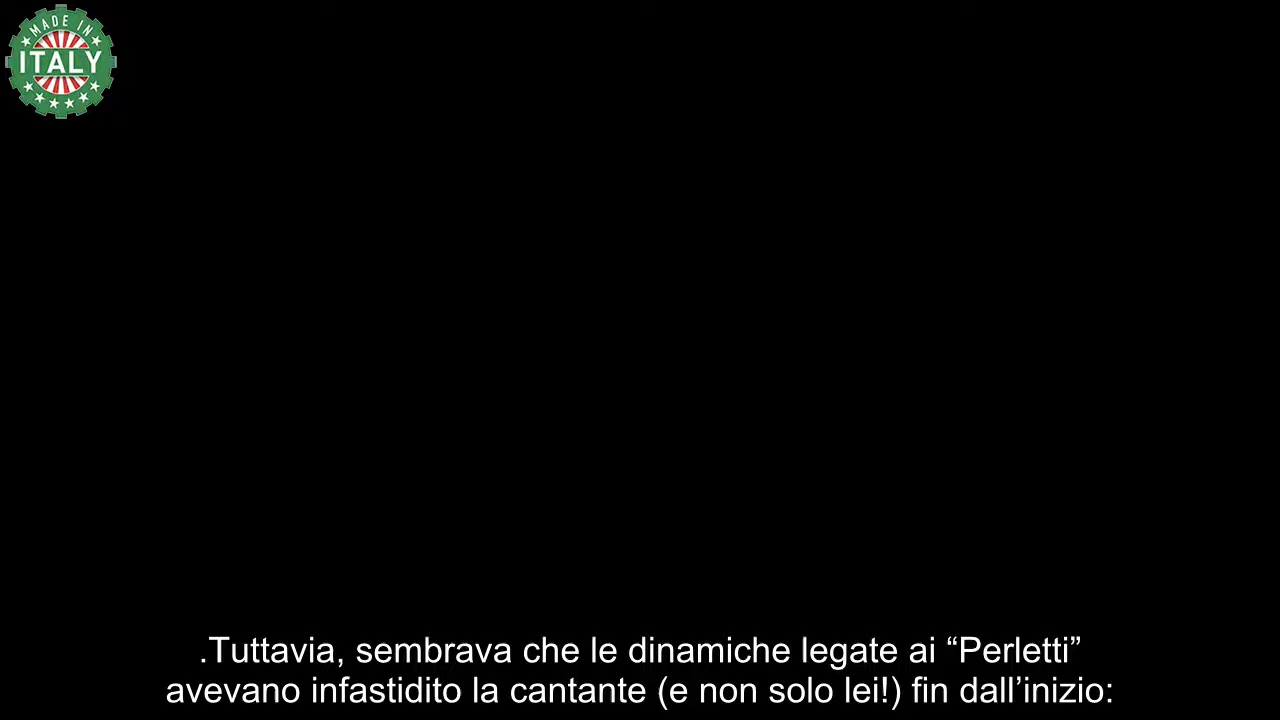 MADE IN
ITALY
.Tuttavia, sembrava che le dinamiche legate ai “Perletti”
avevano infastidito la cantante (e non solo lei!) fin dall’inizio: